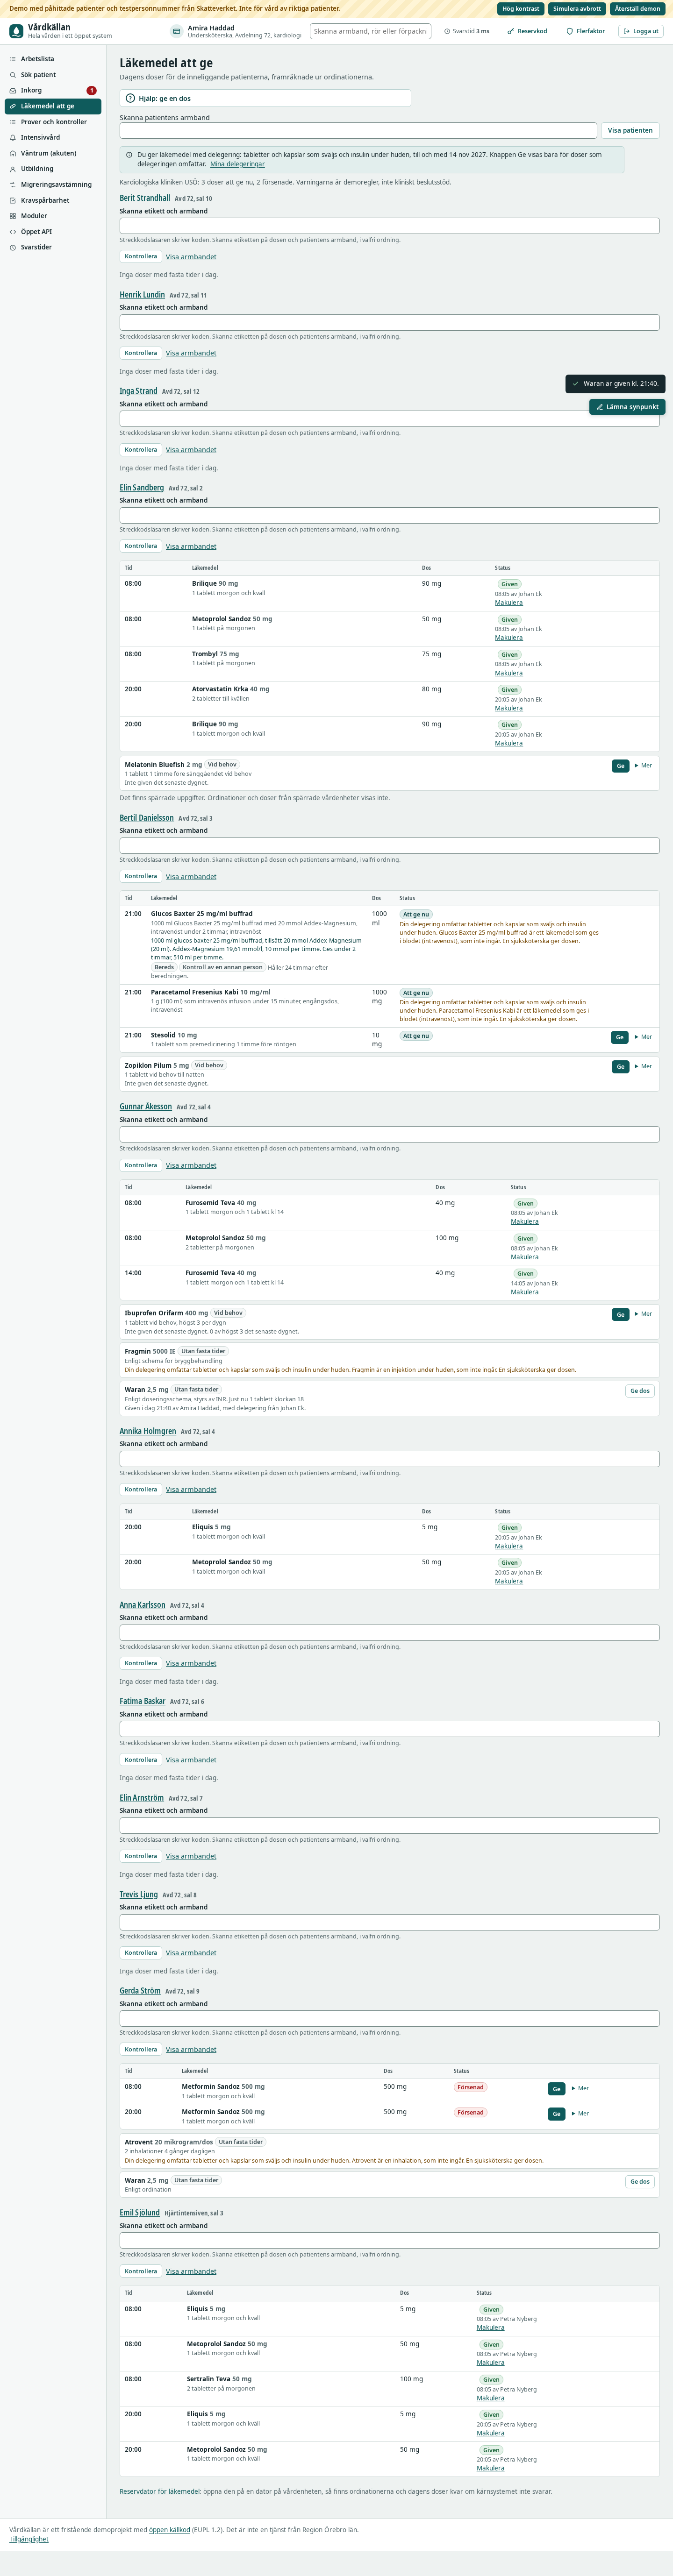 Demo med påhittade patienter och testpersonnummer från Skatteverket. Inte för vård av riktiga patienter.
Hög kontrast
Simulera avbrott
Återställ demon
Vårdkällan
Hela vården i ett öppet system
Amira Haddad
Undersköterska, Avdelning 72, kardiologi
Skanna armband, rör eller förpackn
Svarstid 3 ms
Reservkod
Flerfaktor
Logga ut
Arbetslista
Sök patient
Inkorg
1
Läkemedel att ge
Prover och kontroller
Intensivvård
Väntrum (akuten)
Utbildning
Migreringsavstämning
Kravspårbarhet
Moduler
Öppet API
Svarstider
Läkemedel att ge
Dagens doser för de inneliggande patienterna, framräknade ur ordinationerna.
Hjälp: ge en dos
Skanna patientens armband
Visa patienten
Du ger läkemedel med delegering: tabletter och kapslar som sväljs och insulin under huden, till och med 14 nov 2027. Knappen Ge visas bara för doser som
delegeringen omfattar. Mina delegeringar
Kardiologiska kliniken USÖ: 3 doser att ge nu, 2 försenade. Varningarna är demoregler, inte kliniskt beslutsstöd.
Berit Strandhall Avd 72, sal 10
Skanna etikett och armband
Streckkodsläsaren skriver koden. Skanna etiketten på dosen och patientens armband, i valfri ordning.
Kontrollera
Visa armbandet
Inga doser med fasta tider i dag.
Henrik Lundin Avd 72, sal 11
Skanna etikett och armband
Streckkodsläsaren skriver koden. Skanna etiketten på dosen och patientens armband, i valfri ordning.
Kontrollera
Visa armbandet
Inga doser med fasta tider i dag.
Waran är given kl. 21:40.
Inga Strand Avd 72, sal 12
Skanna etikett och armband
Lämna synpunkt
Streckkodsläsaren skriver koden. Skanna etiketten på dosen och patientens armband, i valfri ordning.
Kontrollera
Visa armbandet
Inga doser med fasta tider i dag.
Elin Sandberg Avd 72, sal 2
Skanna etikett och armband
Streckkodsläsaren skriver koden. Skanna etiketten på dosen och patientens armband, i valfri ordning.
Kontrollera
Visa armbandet
Tid Läkemedel Dos Status
08:00 Brilique 90 mg 90 mg Given
1 tablett morgon och kväll 08:05 av Johan Ek
Makulera
08:00 Metoprolol Sandoz 50 mg 50 mg Given
1 tablett på morgonen 08:05 av Johan Ek
Makulera
08:00 Trombyl 75 mg 75 mg Given
1 tablett på morgonen 08:05 av Johan Ek
Makulera
20:00 Atorvastatin Krka 40 mg 80 mg Given
2 tabletter till kvällen 20:05 av Johan Ek
Makulera
20:00 Brilique 90 mg 90 mg Given
1 tablett morgon och kväll 20:05 av Johan Ek
Makulera
Melatonin Bluefish 2 mg Vid behov Ge Mer
1 tablett 1 timme före sänggåendet vid behov
Inte given det senaste dygnet.
Det finns spärrade uppgifter. Ordinationer och doser från spärrade vårdenheter visas inte.
Bertil Danielsson Avd 72, sal 3
Skanna etikett och armband
Streckkodsläsaren skriver koden. Skanna etiketten på dosen och patientens armband, i valfri ordning.
Kontrollera
Visa armbandet
Tid Läkemedel Dos Status
21:00 Glucos Baxter 25 mg/ml buffrad 1000 ml Att ge nu
1000 ml Glucos Baxter 25 mg/ml buffrad med 20 mmol Addex-Magnesium,
intravenöst under 2 timmar, intravenöst
1000 ml glucos baxter 25 mg/ml buffrad, tillsätt 20 mmol Addex-Magnesium
(20 ml). Addex-Magnesium 19,61 mmol/l, 10 mmol per timme. Ges under 2
timmar, 510 ml per timme.
Bereds Kontroll av en annan person Håller 24 timmar efter
beredningen.
Din delegering omfattar tabletter och kapslar som sväljs och insulin
under huden. Glucos Baxter 25 mg/ml buffrad är ett läkemedel som ges
i blodet (intravenöst), som inte ingår. En sjuksköterska ger dosen.
21:00 Paracetamol Fresenius Kabi 10 mg/ml 1000 mg Att ge nu
1 g (100 ml) som intravenös infusion under 15 minuter, engångsdos,
intravenöst
Din delegering omfattar tabletter och kapslar som sväljs och insulin
under huden. Paracetamol Fresenius Kabi är ett läkemedel som ges i
blodet (intravenöst), som inte ingår. En sjuksköterska ger dosen.
21:00 Stesolid 10 mg 10 mg Att ge nu Ge Mer
1 tablett som premedicinering 1 timme före röntgen
Zopiklon Pilum 5 mg Vid behov Ge Mer
1 tablett vid behov till natten
Inte given det senaste dygnet.
Gunnar Åkesson Avd 72, sal 4
Skanna etikett och armband
Streckkodsläsaren skriver koden. Skanna etiketten på dosen och patientens armband, i valfri ordning.
Kontrollera
Visa armbandet
Tid Läkemedel Dos Status
08:00 Furosemid Teva 40 mg 40 mg Given
1 tablett morgon och 1 tablett kl 14 08:05 av Johan Ek
Makulera
08:00 Metoprolol Sandoz 50 mg 100 mg Given
2 tabletter på morgonen 08:05 av Johan Ek
Makulera
14:00 Furosemid Teva 40 mg 40 mg Given
1 tablett morgon och 1 tablett kl 14 14:05 av Johan Ek
Makulera
Ibuprofen Orifarm 400 mg Vid behov Ge Mer
1 tablett vid behov, högst 3 per dygn
Inte given det senaste dygnet. 0 av högst 3 det senaste dygnet.
Fragmin 5000 IE Utan fasta tider
Enligt schema för bryggbehandling
Din delegering omfattar tabletter och kapslar som sväljs och insulin under huden. Fragmin är en injektion under huden, som inte ingår. En sjuksköterska ger dosen.
Waran 2,5 mg Utan fasta tider Ge dos
Enligt doseringsschema, styrs av INR. Just nu 1 tablett klockan 18
Given i dag 21:40 av Amira Haddad, med delegering från Johan Ek.
Annika Holmgren Avd 72, sal 4
Skanna etikett och armband
Streckkodsläsaren skriver koden. Skanna etiketten på dosen och patientens armband, i valfri ordning.
Kontrollera
Visa armbandet
Tid Läkemedel Dos Status
20:00 Eliquis 5 mg 5 mg Given
1 tablett morgon och kväll 20:05 av Johan Ek
Makulera
20:00 Metoprolol Sandoz 50 mg 50 mg Given
1 tablett morgon och kväll 20:05 av Johan Ek
Makulera
Anna Karlsson Avd 72, sal 4
Skanna etikett och armband
Streckkodsläsaren skriver koden. Skanna etiketten på dosen och patientens armband, i valfri ordning.
Kontrollera
Visa armbandet
Inga doser med fasta tider i dag.
Fatima Baskar Avd 72, sal 6
Skanna etikett och armband
Streckkodsläsaren skriver koden. Skanna etiketten på dosen och patientens armband, i valfri ordning.
Kontrollera
Visa armbandet
Inga doser med fasta tider i dag.
Elin Arnström Avd 72, sal 7
Skanna etikett och armband
Streckkodsläsaren skriver koden. Skanna etiketten på dosen och patientens armband, i valfri ordning.
Kontrollera
Visa armbandet
Inga doser med fasta tider i dag.
Trevis Ljung Avd 72, sal 8
Skanna etikett och armband
Streckkodsläsaren skriver koden. Skanna etiketten på dosen och patientens armband, i valfri ordning.
Kontrollera
Visa armbandet
Inga doser med fasta tider i dag.
Gerda Ström Avd 72, sal 9
Skanna etikett och armband
Streckkodsläsaren skriver koden. Skanna etiketten på dosen och patientens armband, i valfri ordning.
Kontrollera
Visa armbandet
Tid Läkemedel Dos Status
08:00 Metformin Sandoz 500 mg 500 mg Försenad Ge Mer
1 tablett morgon och kväll
20:00 Metformin Sandoz 500 mg 500 mg Försenad Ge Mer
1 tablett morgon och kväll
Atrovent 20 mikrogram/dos Utan fasta tider
2 inhalationer 4 gånger dagligen
Din delegering omfattar tabletter och kapslar som sväljs och insulin under huden. Atrovent är en inhalation, som inte ingår. En sjuksköterska ger dosen.
Waran 2,5 mg Utan fasta tider Ge dos
Enligt ordination
Emil Sjölund Hjärtintensiven, sal 3
Skanna etikett och armband
Streckkodsläsaren skriver koden. Skanna etiketten på dosen och patientens armband, i valfri ordning.
Kontrollera
Visa armbandet
Tid Läkemedel Dos Status
08:00 Eliquis 5 mg 5 mg Given
1 tablett morgon och kväll 08:05 av Petra Nyberg
Makulera
08:00 Metoprolol Sandoz 50 mg 50 mg Given
1 tablett morgon och kväll 08:05 av Petra Nyberg
Makulera
08:00 Sertralin Teva 50 mg 100 mg Given
2 tabletter på morgonen 08:05 av Petra Nyberg
Makulera
20:00 Eliquis 5 mg 5 mg Given
1 tablett morgon och kväll 20:05 av Petra Nyberg
Makulera
20:00 Metoprolol Sandoz 50 mg 50 mg Given
1 tablett morgon och kväll 20:05 av Petra Nyberg
Makulera
Reservdator för läkemedel: öppna den på en dator på vårdenheten, så finns ordinationerna och dagens doser kvar om kärnsystemet inte svarar.
Vårdkällan är ett fristående demoprojekt med öppen källkod (EUPL 1.2). Det är inte en tjänst från Region Örebro län.
Tillgänglighet